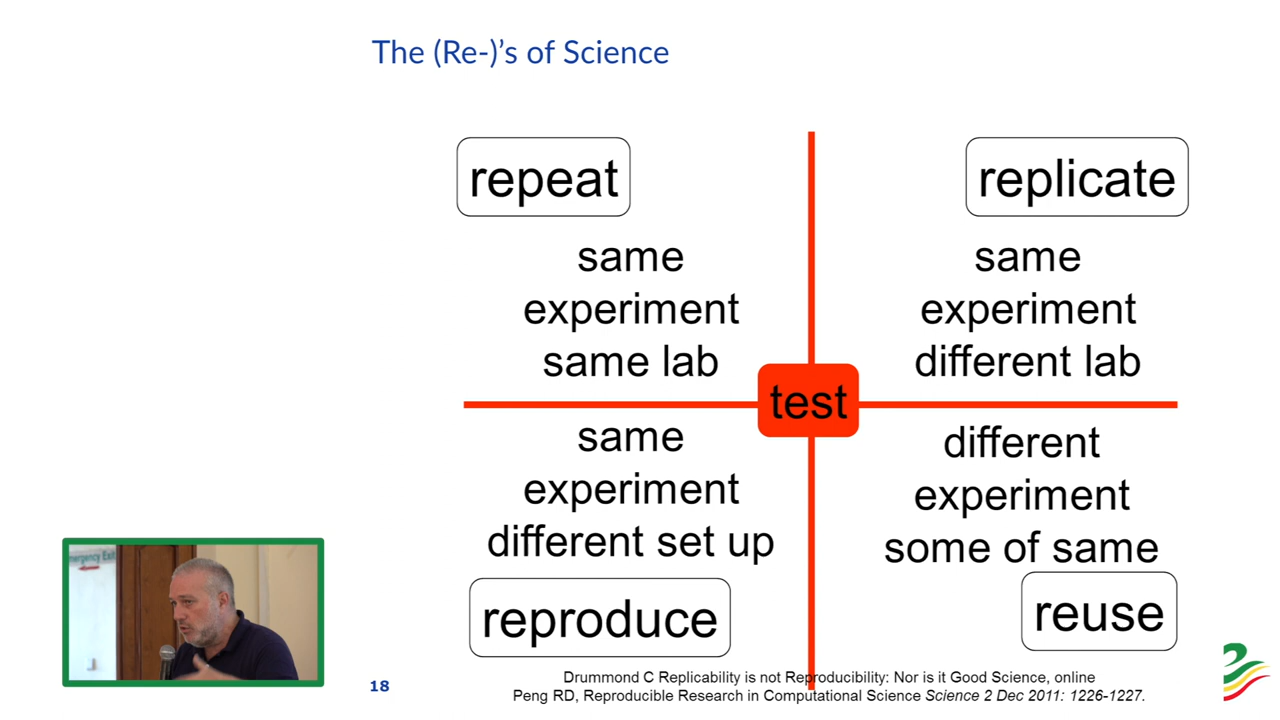 The (Re-)'s of Science
repeat
same
experiment
same lab
replicate
same
experiment
different lab
test
same
experiment
different set up
reproduce
different
experiment
some of same
reuse
Emergency Exit
18
Drummond C Replicability is not Reproducibility: Nor is it Good Science, online
Peng RD, Reproducible Research in Computational Science Science 2 Dec 2011: 1226-1227.